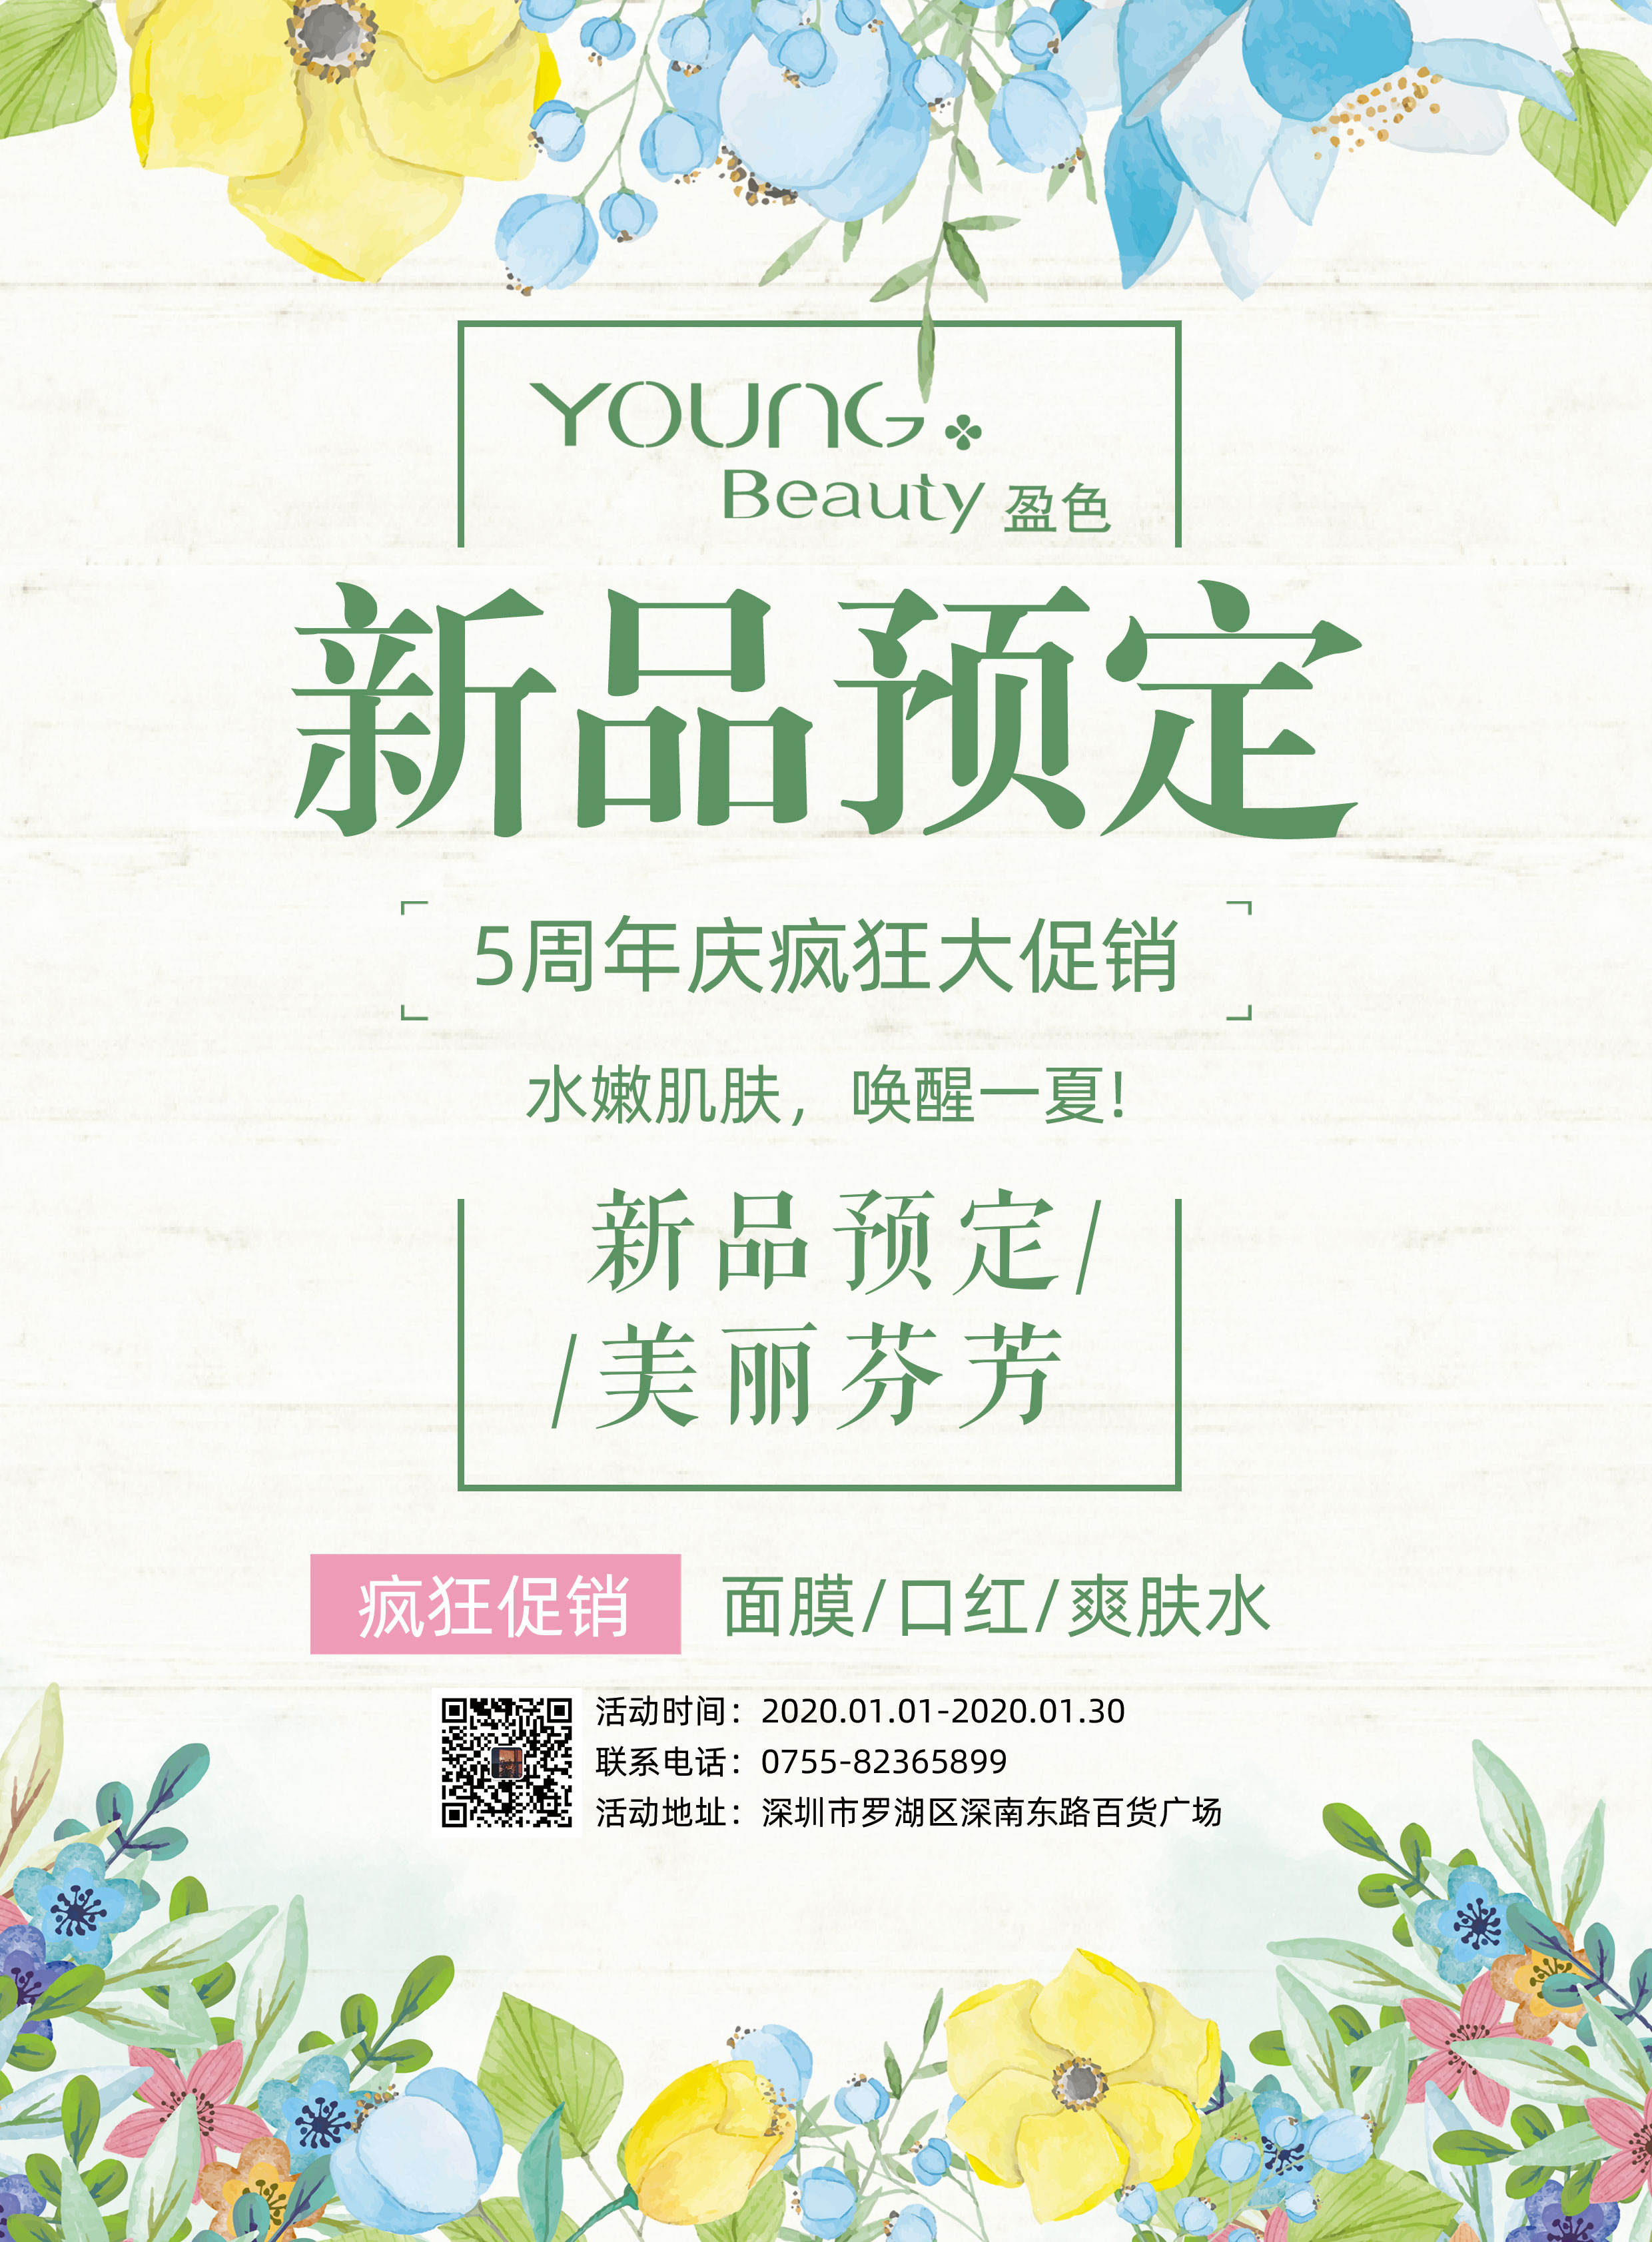 YOUNG
Beauty 盈色
新品预定
5周年庆疯狂大促销
水嫩肌肤，唤醒一夏!
新品预定/
/美丽芬芳
疯狂促销 面膜/口红/爽肤水
活动时间：2020.01.01-2020.01.30
联系电话：0755-82365899
活动地址：深圳市罗湖区深南东路百货广场